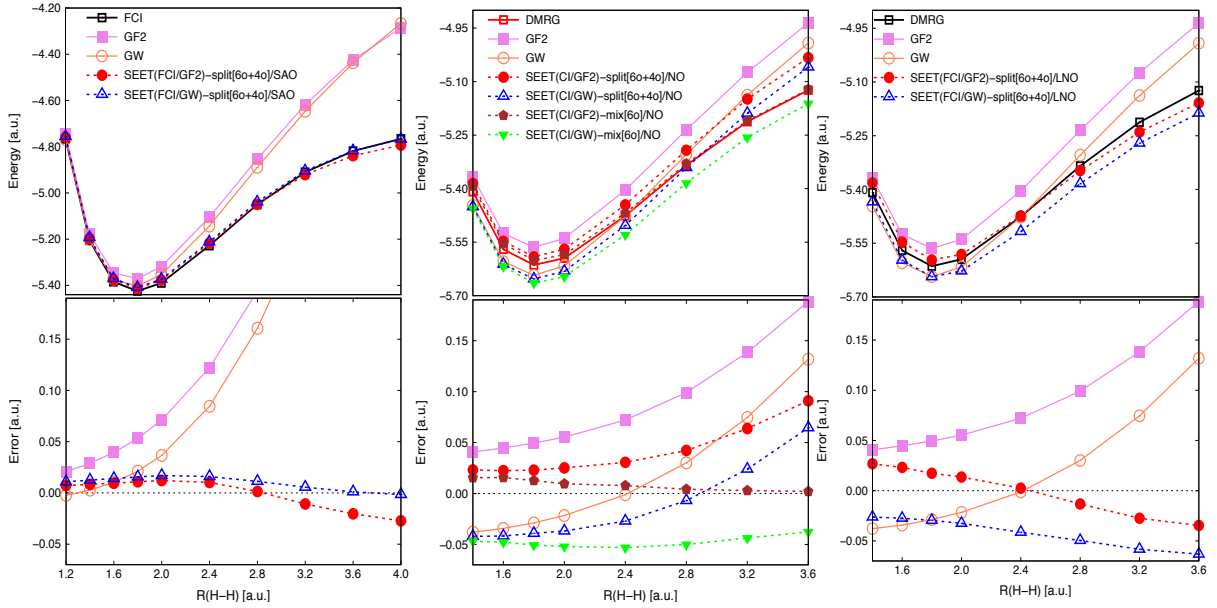 −4.20
−4.40
−4.60
−4.80
−5.00
−5.20
−5.40
Energy [a.u.]
FCI
GF2
GW
SEET(FCI/GF2)−split[6o+4o]/SAO
SEET(FCI/GW)−split[6o+4o]/SAO
0.15
0.10
0.05
0.00
−0.05
Error [a.u.]
1.2 1.6 2.0 2.4 2.8 3.2 3.6 4.0
R(H−H) [a.u.]
−4.95
−5.10
−5.25
−5.40
−5.55
−5.70
Energy [a.u.]
DMRG
GF2
GW
SEET(CI/GF2)−split[6o+4o]/NO
SEET(CI/GW)−split[6o+4o]/NO
SEET(CI/GF2)−mix[6o]/NO
SEET(CI/GW)−mix[6o]/NO
0.15
0.10
0.05
0.00
−0.05
Error [a.u.]
1.6 2.0 2.4 2.8 3.2 3.6
R(H−H) [a.u.]
−4.95
−5.10
−5.25
−5.40
−5.55
−5.70
Energy [a.u.]
DMRG
GF2
GW
SEET(FCI/GF2)−split[6o+4o]/LNO
SEET(FCI/GW)−split[6o+4o]/LNO
0.15
0.10
0.05
0.00
−0.05
Error [a.u.]
1.6 2.0 2.4 2.8 3.2 3.6
R(H−H) [a.u.]